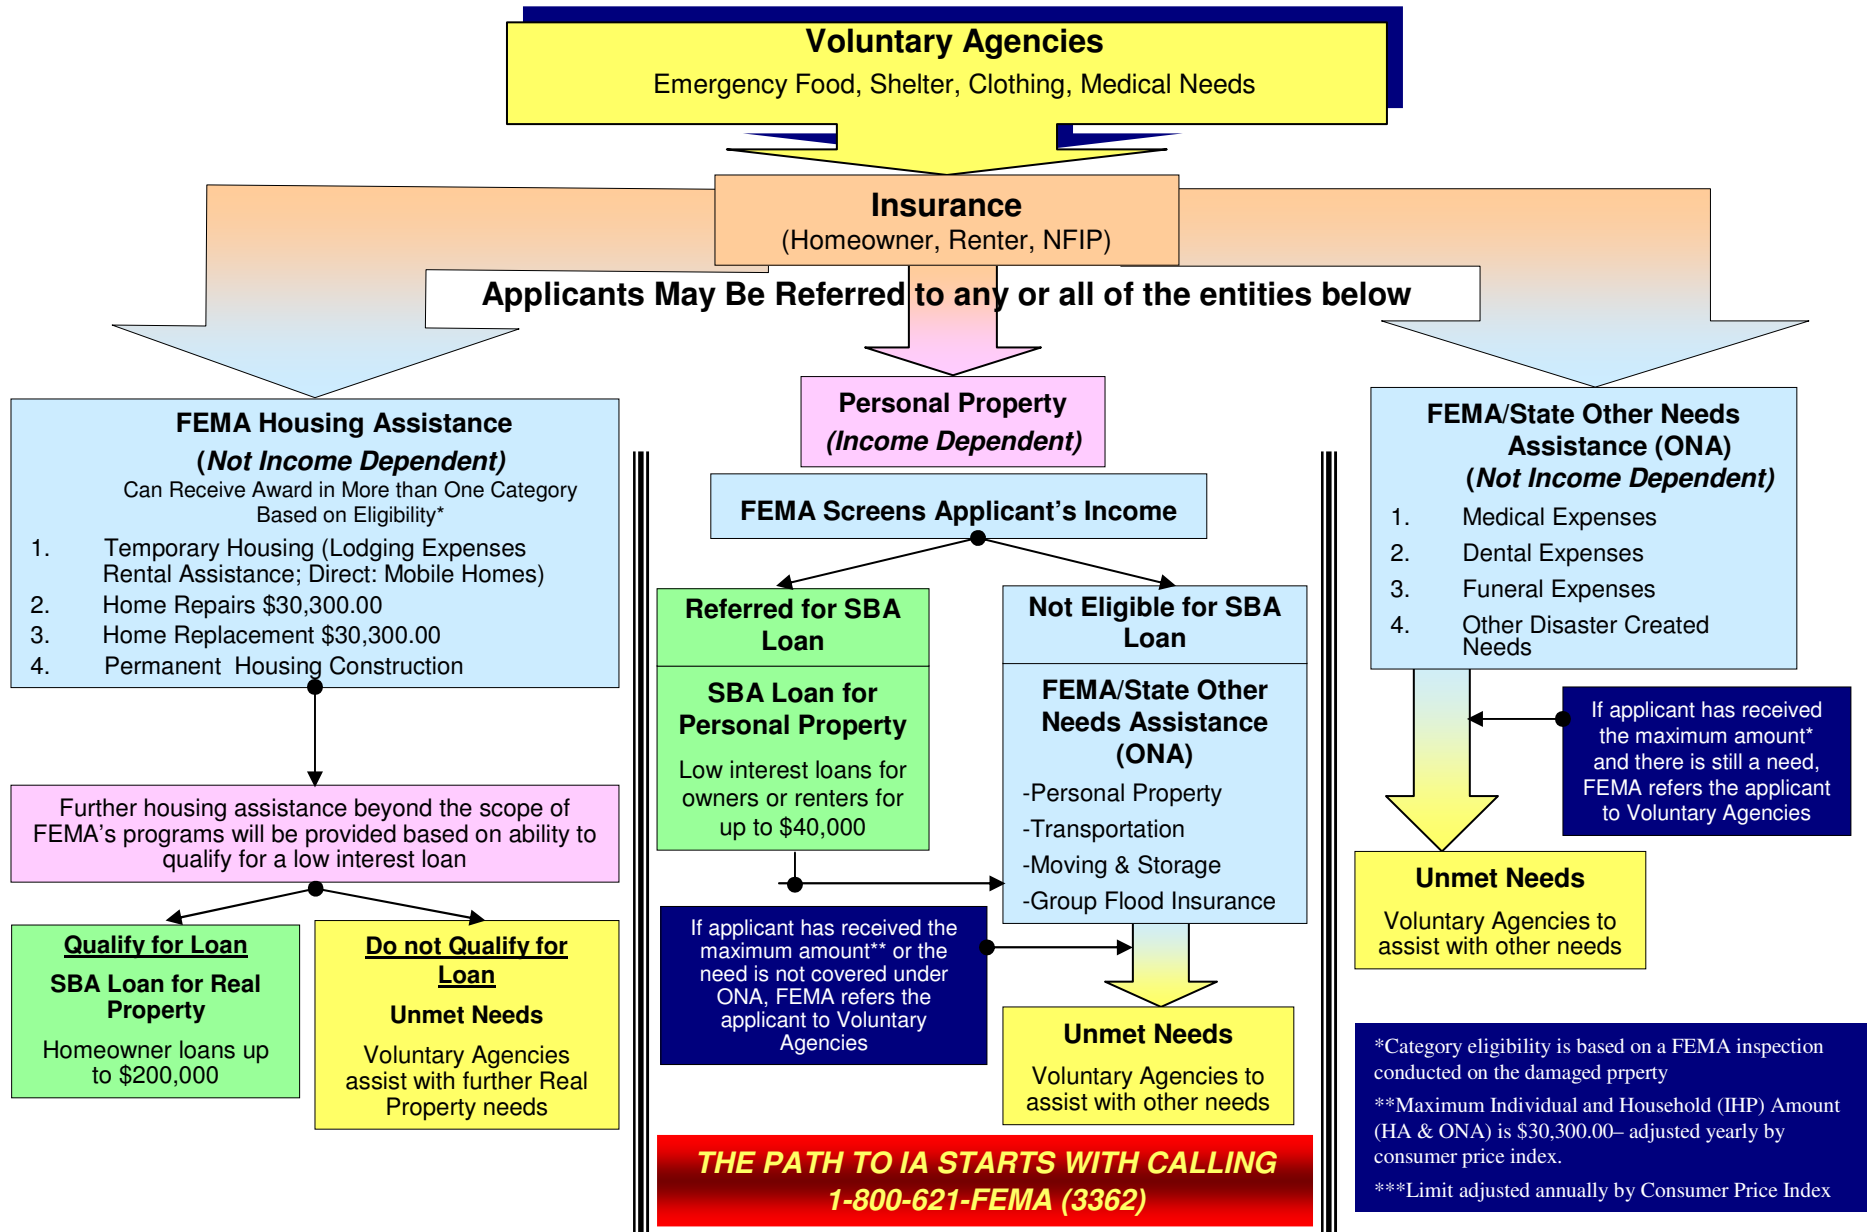 Voluntary Agencies
Emergency Food, Shelter, Clothing, Medical Needs
Insurance
(Homeowner, Renter, NFIP)
Applicants May Be Referred to any or all of the entities below
FEMA Housing Assistance
(Not Income Dependent)
Can Receive Award in More than One Category
Based on Eligibility*
1. Temporary Housing (Lodging Expenses
Rental Assistance; Direct: Mobile Homes)
2. Home Repairs $30,300.00
3. Home Replacement $30,300.00
4. Permanent Housing Construction
Further housing assistance beyond the scope of
FEMA's programs will be provided based on ability to
qualify for a low interest loan
Qualify for Loan
SBA Loan for Real
Property
Homeowner loans up
to $200,000
Do not Qualify for
Loan
Unmet Needs
Voluntary Agencies
assist with further Real
Property needs
Personal Property
(Income Dependent)
FEMA Screens Applicant's Income
Referred for SBA
Loan
SBA Loan for
Personal Property
Low interest loans for
owners or renters for
up to $40,000
Not Eligible for SBA
Loan
FEMA/State Other
Needs Assistance
(ONA)
-Personal Property
-Transportation
-Moving & Storage
-Group Flood Insurance
If applicant has received the
maximum amount** or the
need is not covered under
ONA, FEMA refers the
applicant to Voluntary
Agencies
Unmet Needs
Voluntary Agencies to
assist with other needs
THE PATH TO IA STARTS WITH CALLING
1-800-621-FEMA (3362)
FEMA/State Other Needs
Assistance (ONA)
(Not Income Dependent)
1. Medical Expenses
2. Dental Expenses
3. Funeral Expenses
4. Other Disaster Created
Needs
If applicant has received
the maximum amount*
and there is still a need,
FEMA refers the applicant
to Voluntary Agencies
Unmet Needs
Voluntary Agencies to
assist with other needs
*Category eligibility is based on a FEMA inspection
conducted on the damaged prperty
**Maximum Individual and Household (IHP) Amount
(HA & ONA) is $30,300.00– adjusted yearly by
consumer price index.
***Limit adjusted annually by Consumer Price Index